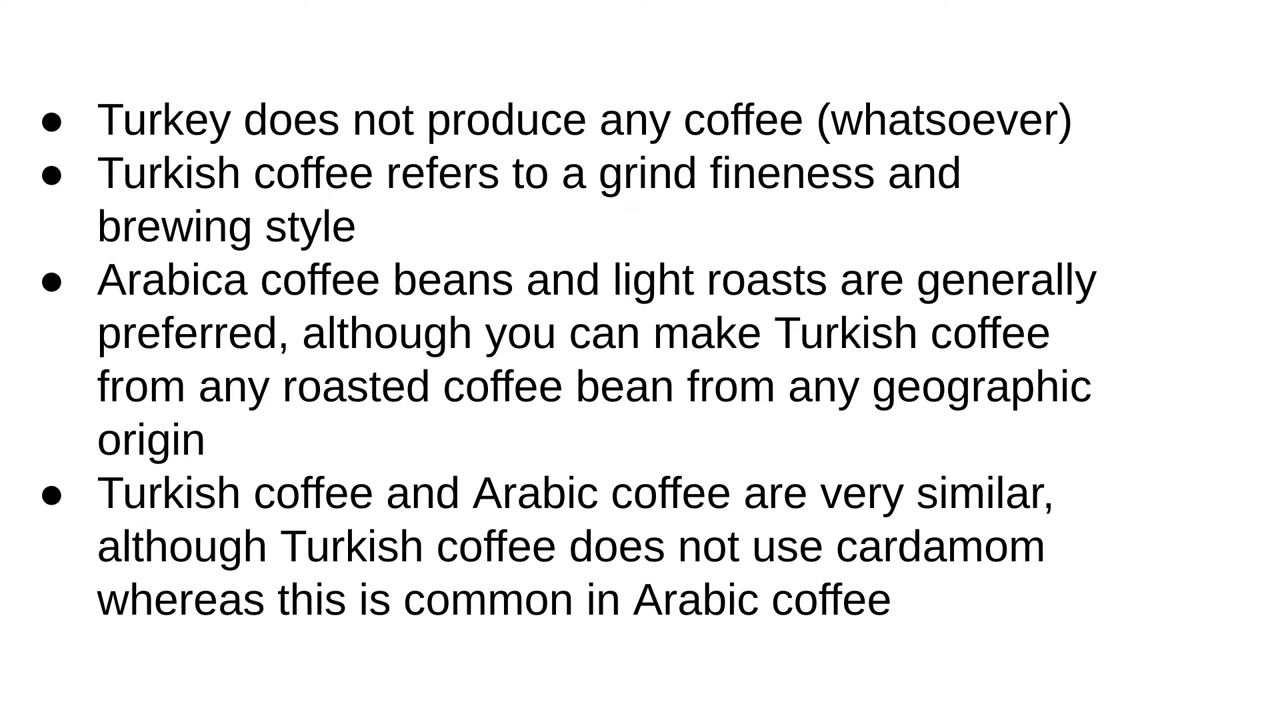 ● Turkey does not produce any coffee (whatsoever)
● Turkish coffee refers to a grind fineness and
brewing style
● Arabica coffee beans and light roasts are generally
preferred, although you can make Turkish coffee
from any roasted coffee bean from any geographic
origin
● Turkish coffee and Arabic coffee are very similar,
although Turkish coffee does not use cardamom
whereas this is common in Arabic coffee